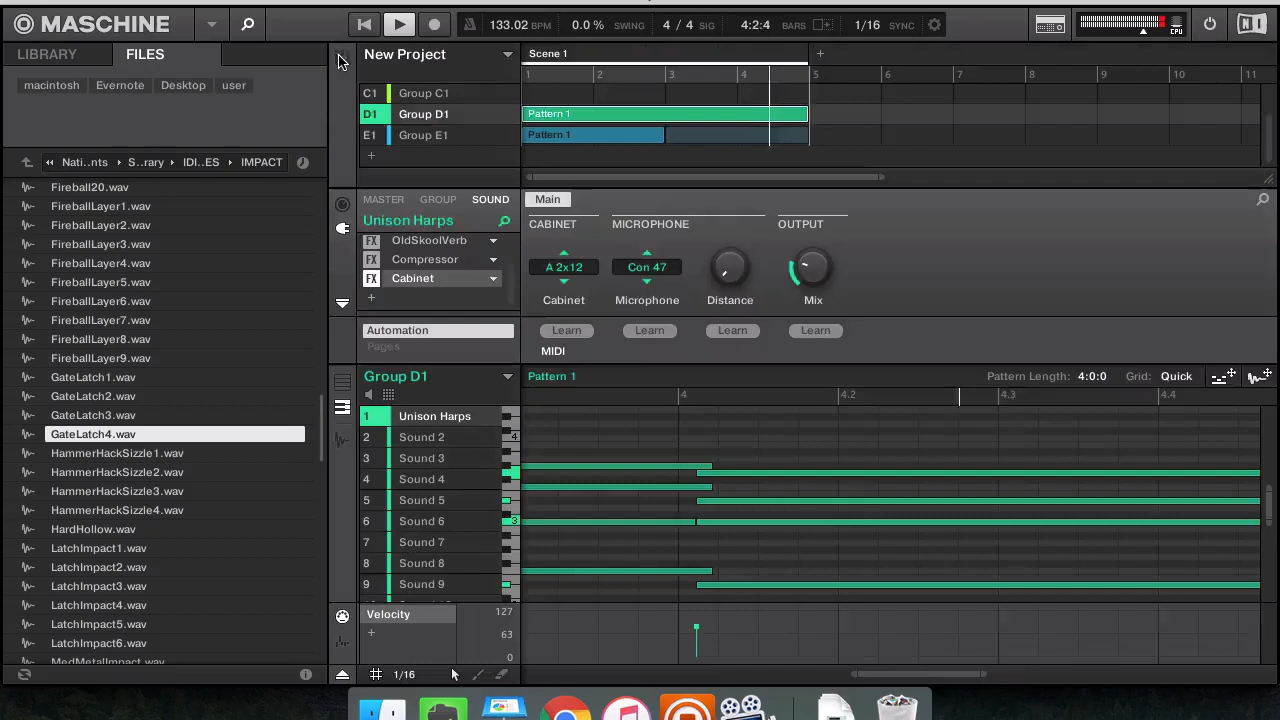 MASCHINE
133.02 BPM 0.0 % SWING 4 / 4 SIG 4:2:4 BARS 1/16 SYNC CPU
LIBRARY FILES
macintosh Evernote Desktop user
Nati..nts S..rary IDI..ES IMPACT
Fireball20.wav
FireballLayer1.wav
FireballLayer2.wav
FireballLayer3.wav
FireballLayer4.wav
FireballLayer5.wav
FireballLayer6.wav
FireballLayer7.wav
FireballLayer8.wav
FireballLayer9.wav
GateLatch1.wav
GateLatch2.wav
GateLatch3.wav
GateLatch4.wav
HammerHackSizzle1.wav
HammerHackSizzle2.wav
HammerHackSizzle3.wav
HammerHackSizzle4.wav
HardHollow.wav
LatchImpact1.wav
LatchImpact2.wav
LatchImpact3.wav
LatchImpact4.wav
LatchImpact5.wav
LatchImpact6.wav
MedMetalImpact.wav
New Project Scene 1 +
1 2 3 4 5 6 7 8 9 10 11
C1 Group C1
D1 Group D1 Pattern 1
E1 Group E1 Pattern 1
+
MASTER GROUP SOUND Main
Unison Harps
FX OldSkoolVerb
FX Compressor
FX Cabinet
+
CABINET MICROPHONE OUTPUT
A 2x12 Con 47
Cabinet Microphone Distance Mix
Automation Learn Learn Learn Learn
Pages MIDI
Group D1 Pattern 1 Pattern Length: 4:0:0 Grid: Quick
4 4.2 4.3 4.4
1 Unison Harps
2 Sound 2 4
3 Sound 3
4 Sound 4
5 Sound 5
6 Sound 6 3
7 Sound 7
8 Sound 8
9 Sound 9
Velocity 127
+ 63
0
1/16